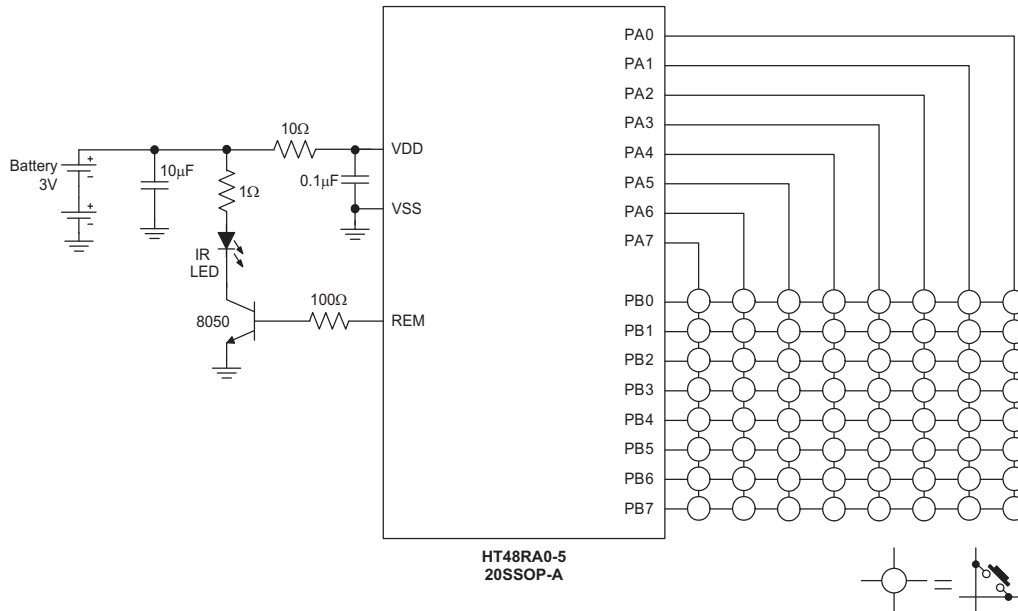 PA0
PA1
PA2
PA3
PA4
PA5
PA6
PA7
10Ω
VDD
Battery
3V
+
−
+
−
10μF
1Ω
0.1μF
VSS
IR
LED
100Ω
8050
REM
PB0
PB1
PB2
PB3
PB4
PB5
PB6
PB7
HT48RA0-5
20SSOP-A
=